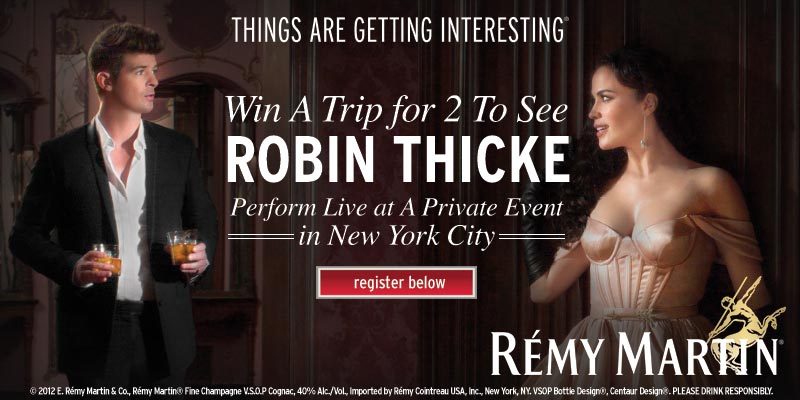 THINGS ARE GETTING INTERESTING®
Win A Trip for 2 To See
ROBIN THICKE
Perform Live at A Private Event
in New York City
register below
RÉMY MARTIN®
© 2012 E. Rémy Martin & Co., Rémy Martin® Fine Champagne V.S.O.P Cognac, 40% Alc./Vol., Imported by Rémy Cointreau USA, Inc., New York, NY. VSOP Bottle Design®, Centaur Design®. PLEASE DRINK RESPONSIBLY.